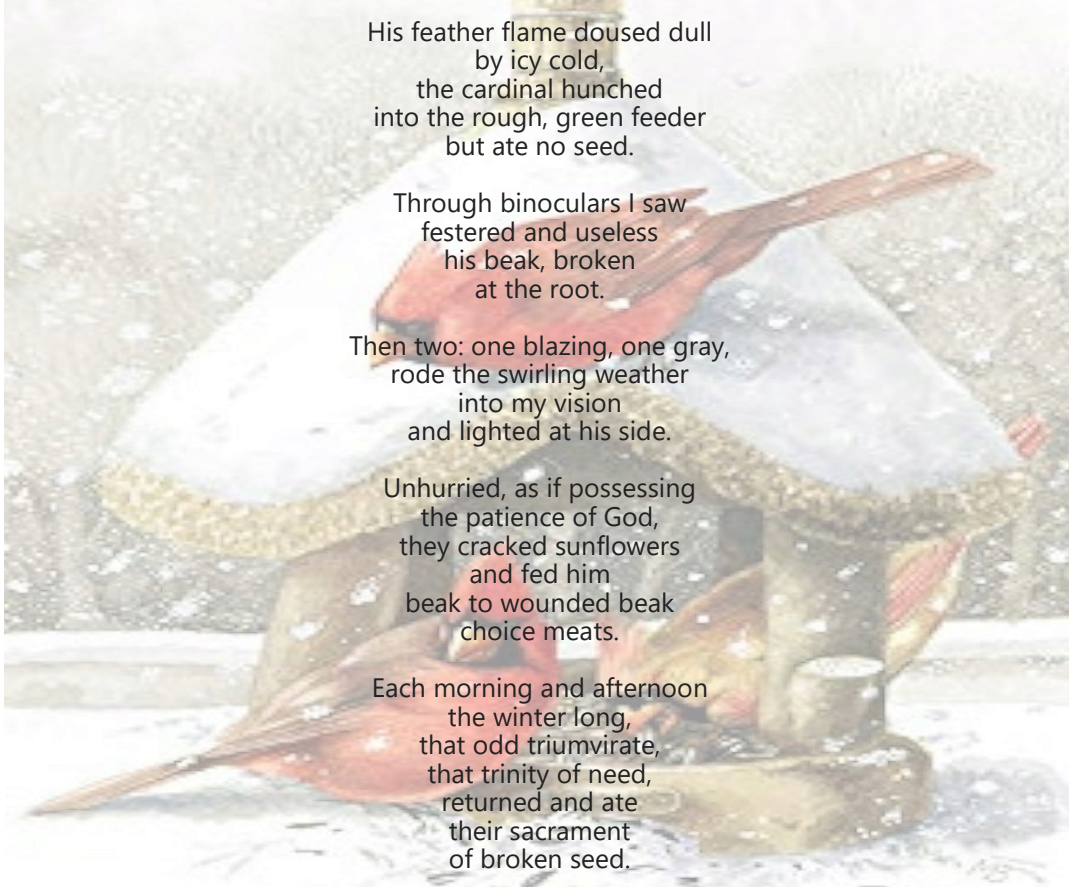 His feather flame doused dull
by icy cold,
the cardinal hunched
into the rough, green feeder
but ate no seed.
Through binoculars I saw
festered and useless
his beak, broken
at the root.
Then two: one blazing, one gray,
rode the swirling weather
into my vision
and lighted at his side.
Unhurried, as if possessing
the patience of God,
they cracked sunflowers
and fed him
beak to wounded beak
choice meats.
Each morning and afternoon
the winter long,
that odd triumvirate,
that trinity of need,
returned and ate
their sacrament
of broken seed.